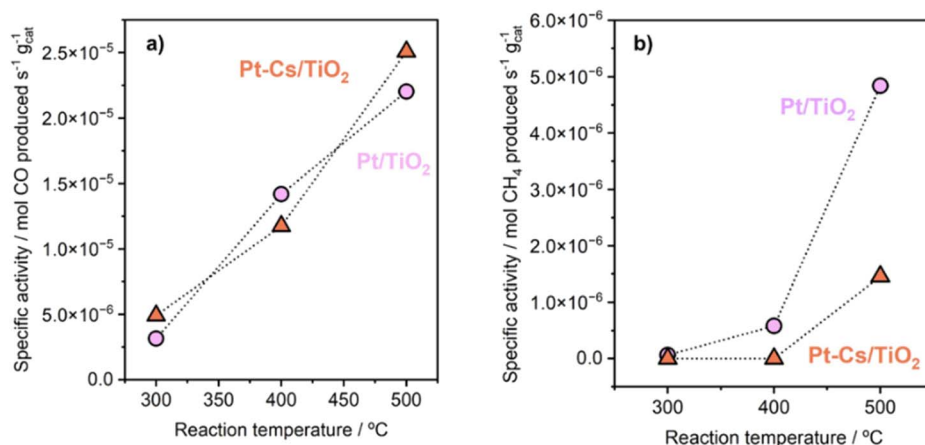 a)
Pt-Cs/TiO₂
Pt/TiO₂
2.5×10⁻⁵
2.0×10⁻⁵
1.5×10⁻⁵
1.0×10⁻⁵
5.0×10⁻⁶
0.0
300 350 400 450 500
Reaction temperature / ºC
Specific activity / mol CO produced s⁻¹ g⁻¹cat
b)
Pt/TiO₂
Pt-Cs/TiO₂
6.0×10⁻⁶
5.0×10⁻⁶
4.0×10⁻⁶
3.0×10⁻⁶
2.0×10⁻⁶
1.0×10⁻⁶
0.0
300 350 400 450 500
Reaction temperature / ºC
Specific activity / mol CH₄ produced s⁻¹ g⁻¹cat